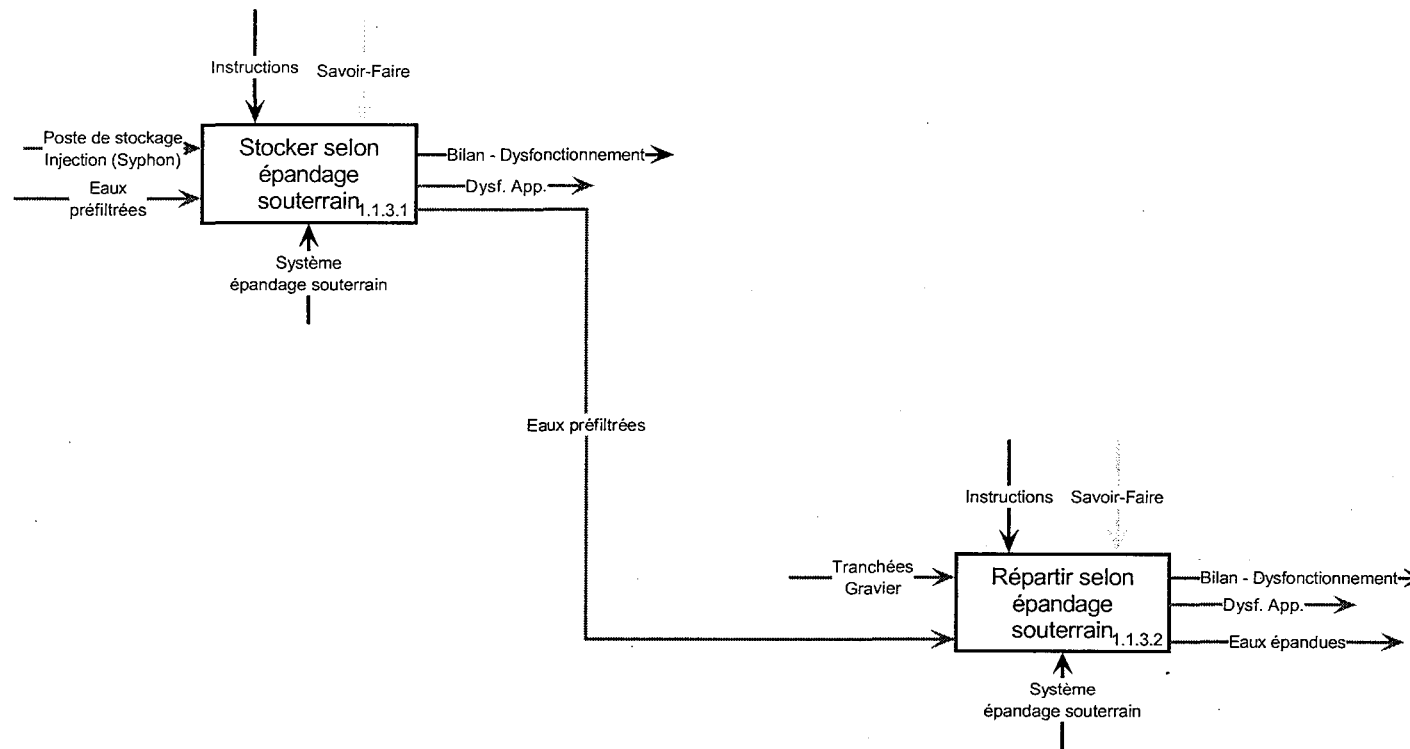 Instructions
Savoir-Faire
Poste de stockage
Injection (Syphon)
Eaux
préfiltrées
Stocker selon
épandage
souterrain
1.1.3.1
Bilan - Dysfonctionnement
Dysf. App.
Système
épandage souterrain
Eaux préfiltrées
Instructions
Savoir-Faire
Tranchées
Gravier
Répartir selon
épandage
souterrain
1.1.3.2
Bilan - Dysfonctionnement
Dysf. App.
Eaux épandues
Système
épandage souterrain